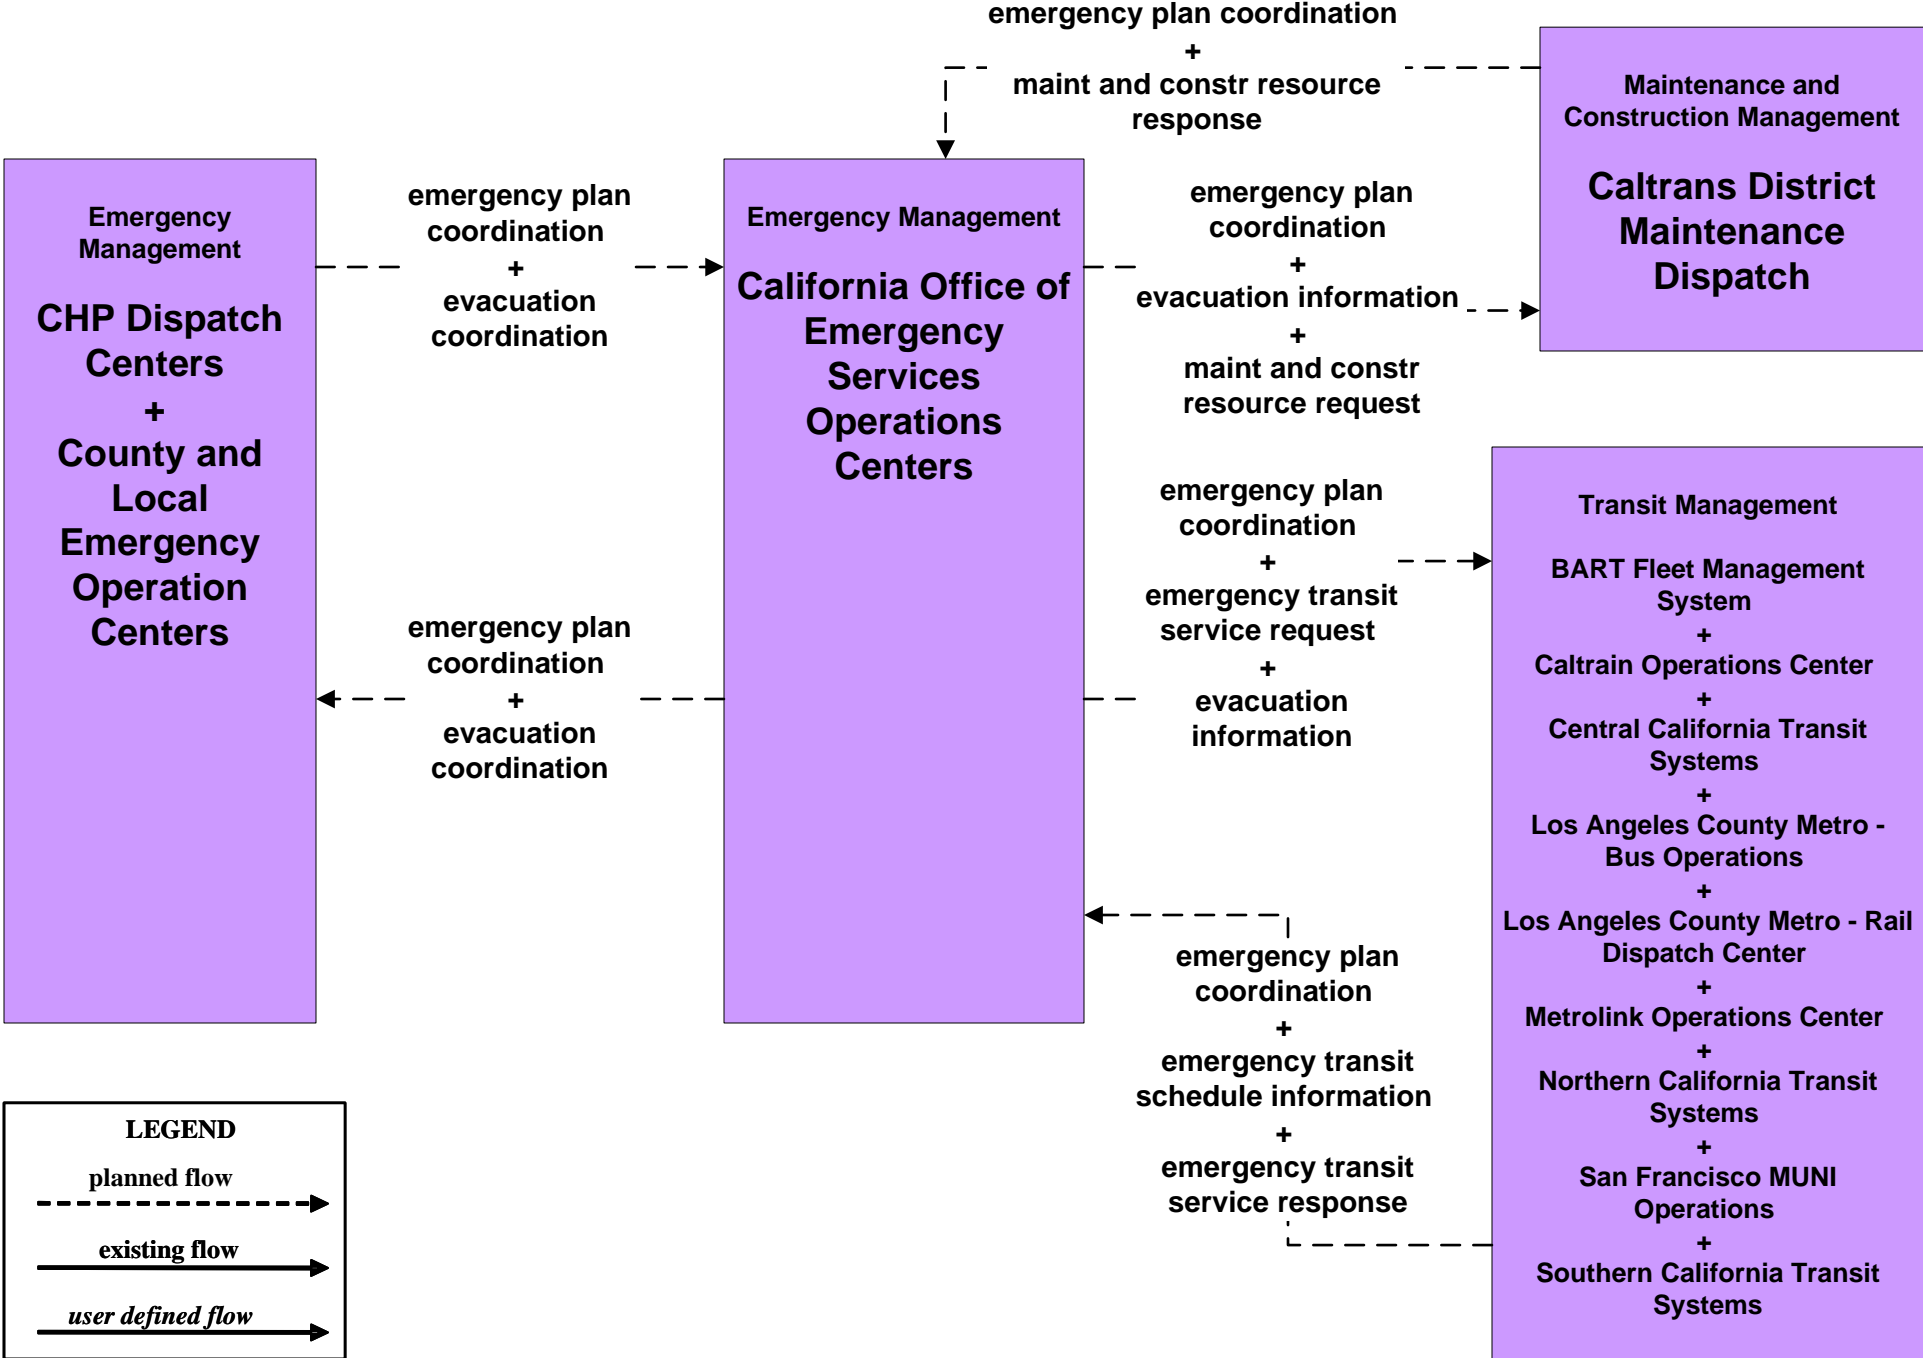 emergency plan coordination
+
maint and constr resource
response
Maintenance and
Construction Management
Caltrans District
Maintenance
Dispatch
Emergency
Management
CHP Dispatch
Centers
+
County and
Local
Emergency
Operation
Centers
emergency plan
coordination
+
evacuation
coordination
Emergency Management
California Office of
Emergency
Services
Operations
Centers
emergency plan
coordination
+
evacuation information
+
maint and constr
resource request
emergency plan
coordination
+
evacuation
coordination
emergency plan
coordination
+
emergency transit
service request
+
evacuation
information
Transit Management
BART Fleet Management
System
+
Caltrain Operations Center
+
Central California Transit
Systems
+
Los Angeles County Metro -
Bus Operations
+
Los Angeles County Metro - Rail
Dispatch Center
+
Metrolink Operations Center
+
Northern California Transit
Systems
+
San Francisco MUNI
Operations
+
Southern California Transit
Systems
emergency plan
coordination
+
emergency transit
schedule information
+
emergency transit
service response
LEGEND
planned flow
existing flow
user defined flow